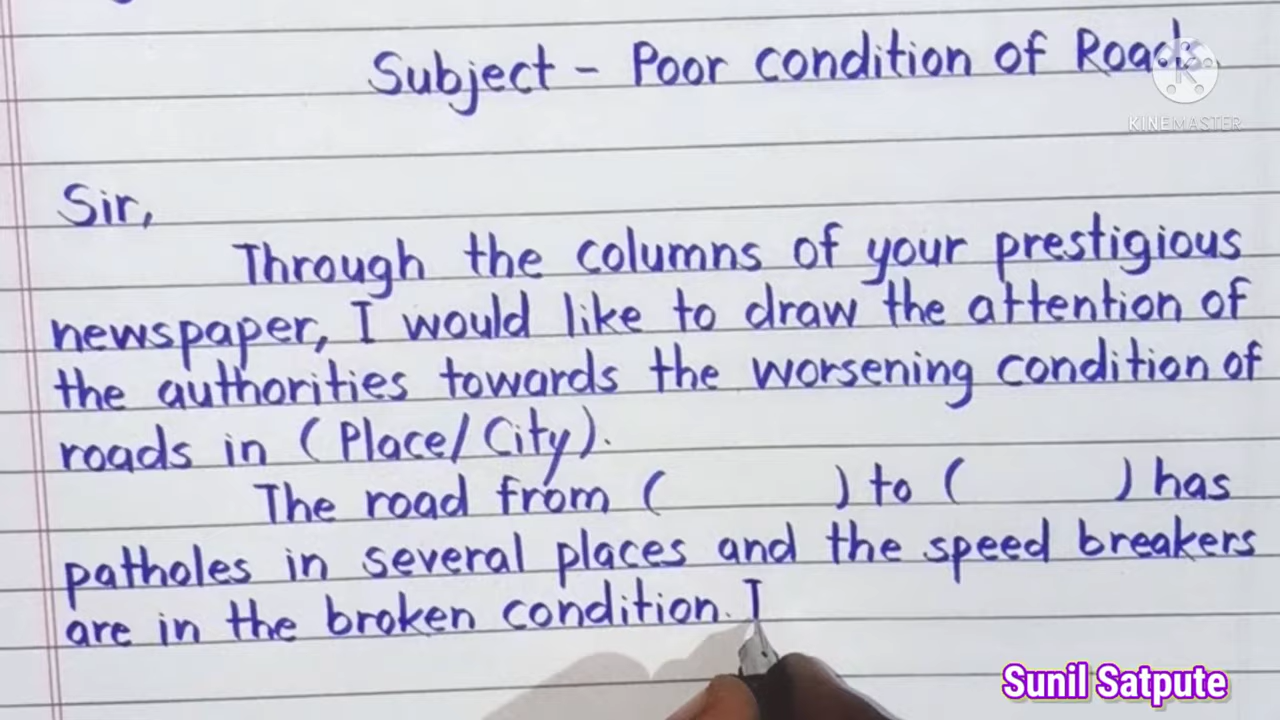 Subject - Poor condition of Road
KINEMASTER
Sir,
Through the columns of your prestigious
newspaper, I would like to draw the attention of
the authorities towards the worsening condition of
roads in (Place/City).
The road from ( ) to ( ) has
patholes in several places and the speed breakers
are in the broken condition. I
Sunil Satpute